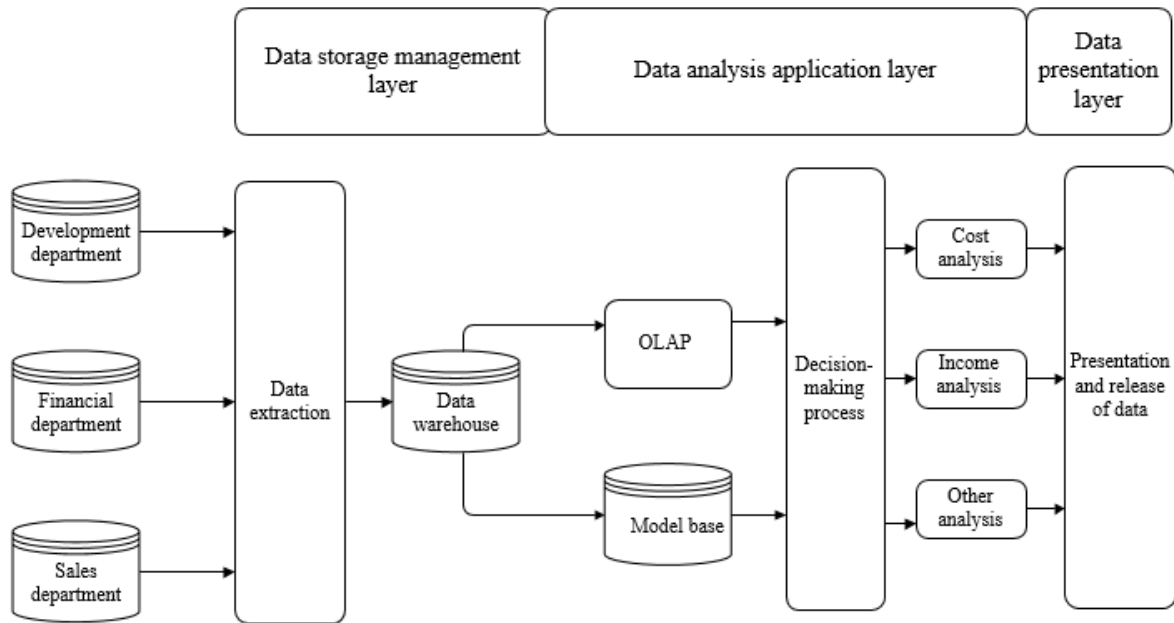 Data storage management
layer
Data analysis application layer
Data
presentation
layer
Development
department
Financial
department
Sales
department
Data
extraction
Data
warehouse
OLAP
Model base
Decision-
making
process
Cost
analysis
Income
analysis
Other
analysis
Presentation
and release
of data